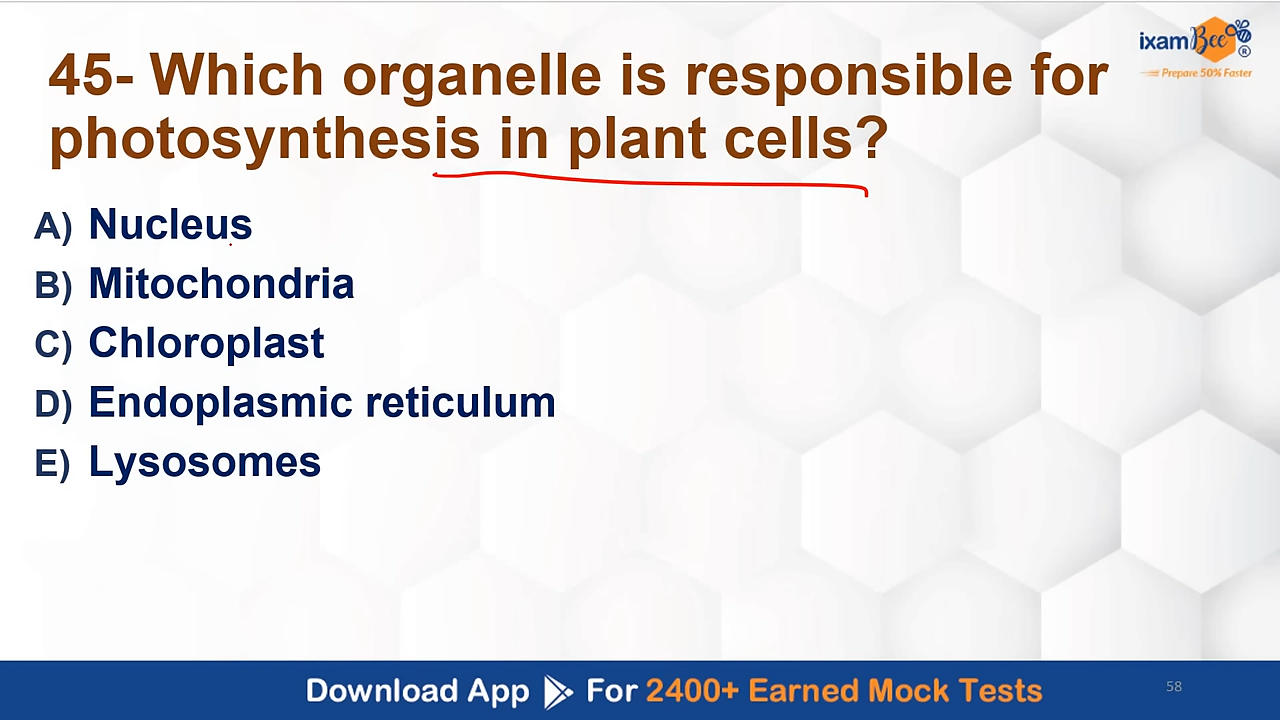 45- Which organelle is responsible for
photosynthesis in plant cells?
ixamBee
®
Prepare 50% Faster
A) Nucleus
B) Mitochondria
C) Chloroplast
D) Endoplasmic reticulum
E) Lysosomes
Download App For 2400+ Earned Mock Tests
58